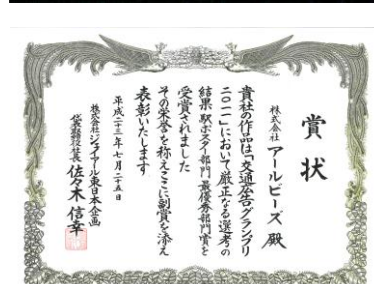 賞状
株式会社 アールビーズ 殿
貴社の作品は「交通広告グランプリ
二〇一一」において厳正なる選考の
結果駅ポスター部門最優秀部門賞を
受賞されました
その栄誉を称えここに副賞を添え
表彰いたします
平成二十三年七月二十五日
株式会社ジェイアール東日本企画
代表取締役社長 佐々木 信幸